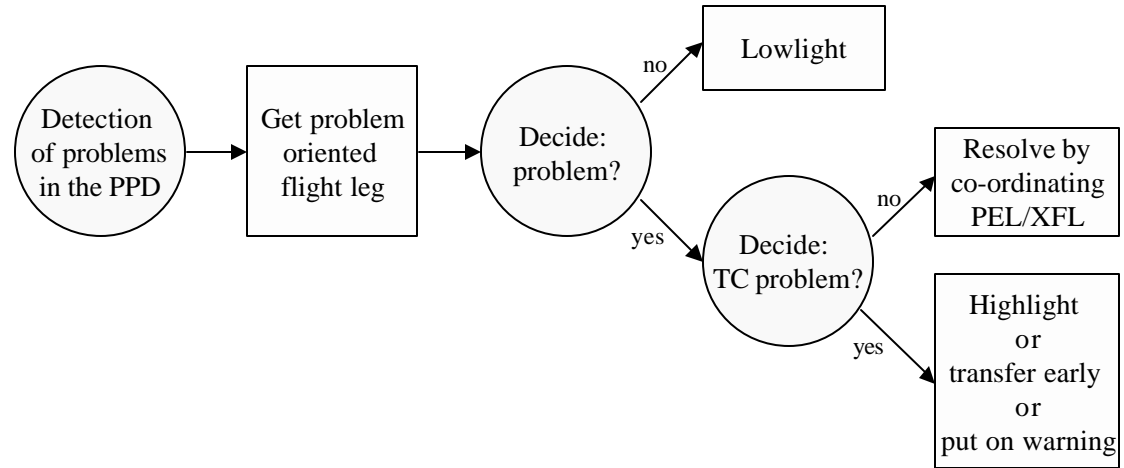 Detection
of problems
in the PPD
Get problem
oriented
flight leg
Decide:
problem?
no
Lowlight
yes
Decide:
TC problem?
no
Resolve by
co-ordinating
PEL/XFL
yes
Highlight
or
transfer early
or
put on warning